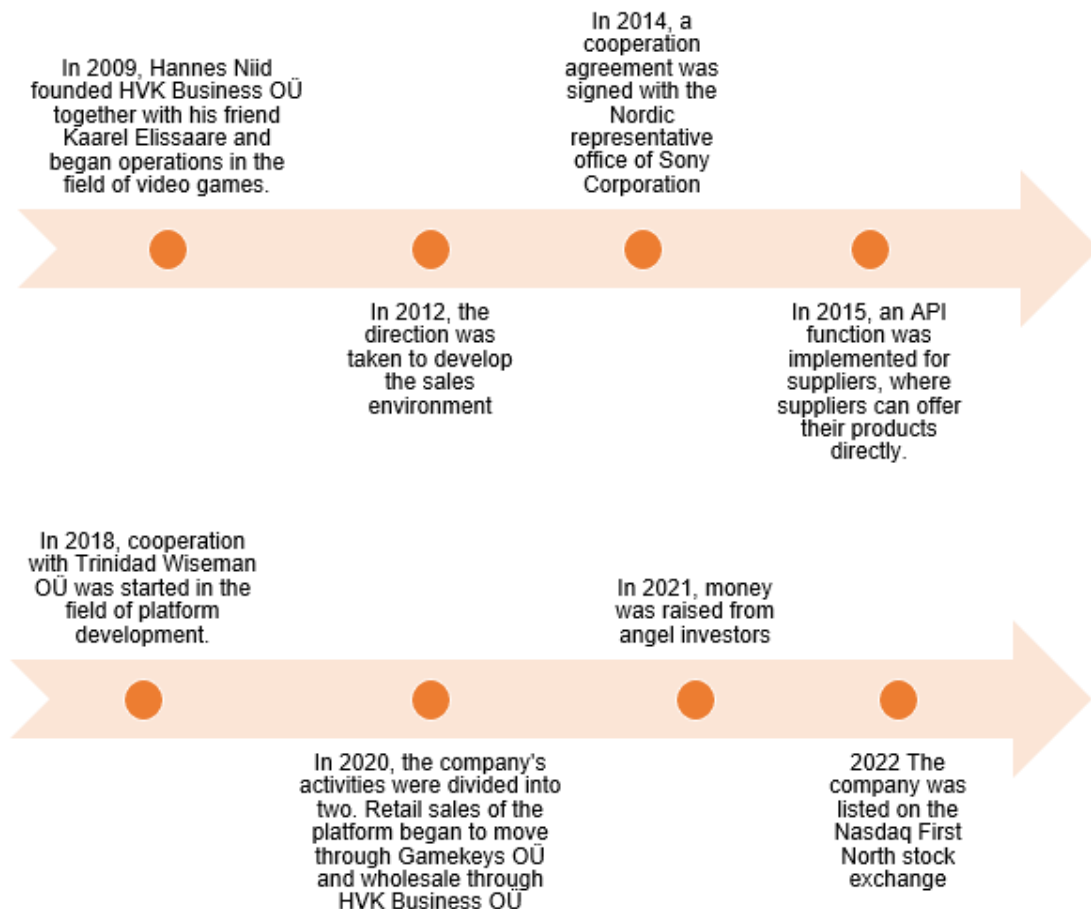 In 2009, Hannes Niid
founded HVK Business OÜ
together with his friend
Kaarel Elissaare and
began operations in the
field of video games.
In 2012, the
direction was
taken to develop
the sales
environment
In 2014, a
cooperation
agreement was
signed with the
Nordic
representative
office of Sony
Corporation
In 2015, an API
function was
implemented for
suppliers, where
suppliers can offer
their products
directly.
In 2018, cooperation
with Trinidad Wiseman
OÜ was started in the
field of platform
development.
In 2020, the company's
activities were divided into
two. Retail sales of the
platform began to move
through Gamekeys OÜ
and wholesale through
HVK Business OÜ
In 2021, money
was raised from
angel investors
2022 The
company was
listed on the
Nasdaq First
North stock
exchange